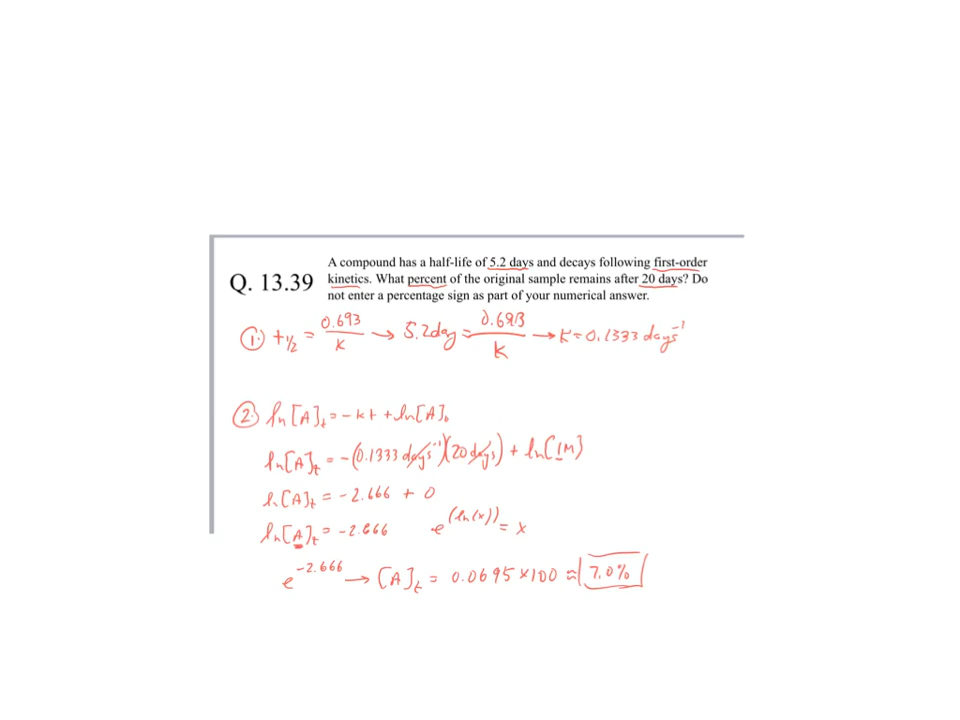 Q. 13.39
A compound has a half-life of 5.2 days and decays following first-order
kinetics. What percent of the original sample remains after 20 days? Do
not enter a percentage sign as part of your numerical answer.
① t½ = 0.693/K → 5.2day = 0.693/K → K = 0.1333 days⁻¹
② ln[A]t = -kt + ln[A]₀
ln[A]t = -(0.1333 days⁻¹)(20 days) + ln[1M]
ln[A]t = -2.666 + 0
ln[A]t = -2.666 e^(ln(x)) = x
e^-2.666 → [A]t = 0.0695 x 100 ≈ 7.0%